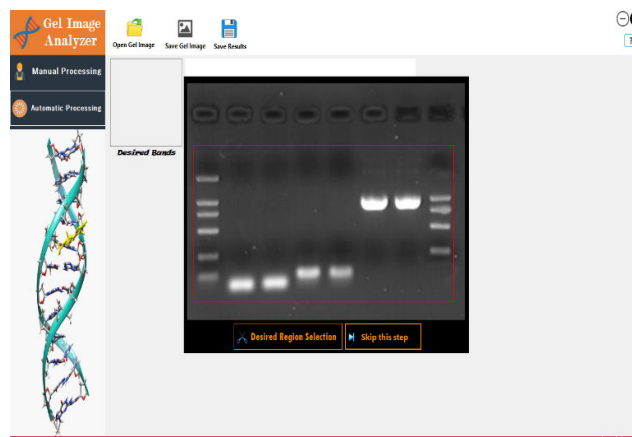 Gel Image
Analyzer
Open Gel Image
Save Gel Image
Save Results
Manual Processing
Automatic Processing
Desired Bands
Desired Region Selection
Skip this step